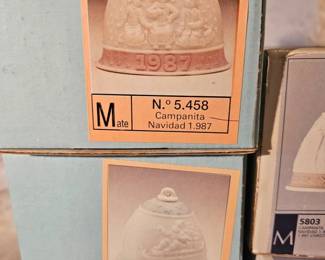 1987
Mate
N.º 5.458
Campanita
Navidad 1.987
5803
M